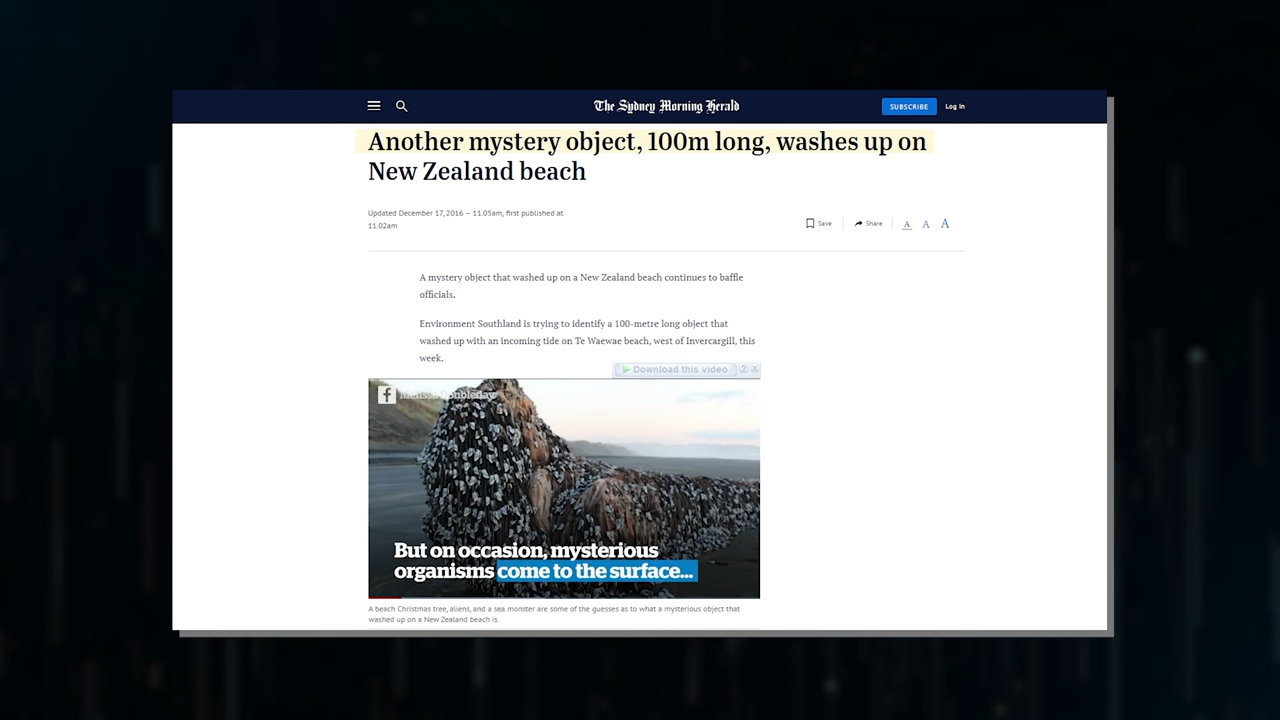 The Sydney Morning Herald
SUBSCRIBE
Log in
Another mystery object, 100m long, washes up on
New Zealand beach
Updated December 17, 2016 — 11.05am, first published at
11.02am
Save
Share
A A A
A mystery object that washed up on a New Zealand beach continues to baffle
officials.
Environment Southland is trying to identify a 100-metre long object that
washed up with an incoming tide on Te Waewae beach, west of Invercargill, this
week.
Download this video ? X
f Melissa Doubleday
But on occasion, mysterious
organisms come to the surface...
A beach Christmas tree, aliens, and a sea monster are some of the guesses as to what a mysterious object that
washed up on a New Zealand beach is.